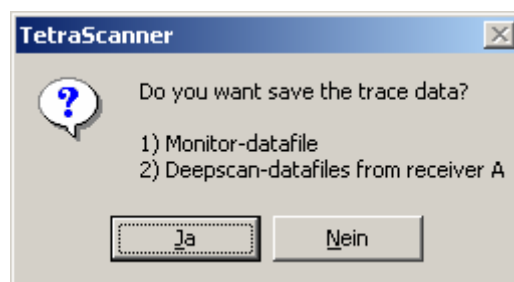 TetraScanner
Do you want save the trace data?
1) Monitor-datafile
2) Deepscan-datafiles from receiver A
Ja
Nein